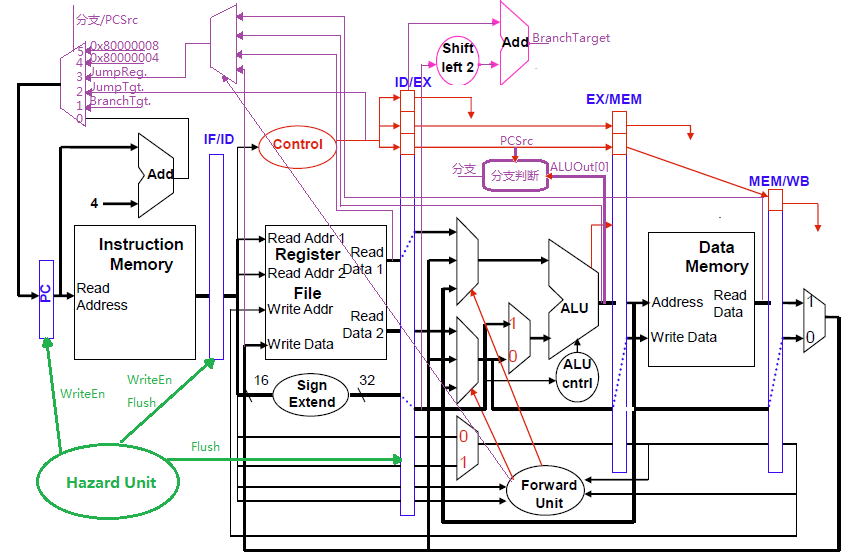 分支/PCSrc
5
0x80000008
4
0x80000004
3
JumpReg.
2
JumpTgt.
1
BranchTgt.
0
Shift
left 2
Add
BranchTarget
ID/EX
EX/MEM
IF/ID
Control
PCSrc
分支
分支判断
ALUOut[0]
MEM/WB
Add
4
Instruction
Memory
Read
Address
PC
Read Addr 1
Register
Read
Data 1
Read Addr 2
File
Write Addr
Read
Data 2
Write Data
ALU
Data
Memory
Address
Read
Data
Write Data
1
0
1
0
ALU
cntrl
16
Sign
Extend
32
WriteEn
WriteEn
Flush
Flush
0
1
Hazard Unit
Forward
Unit